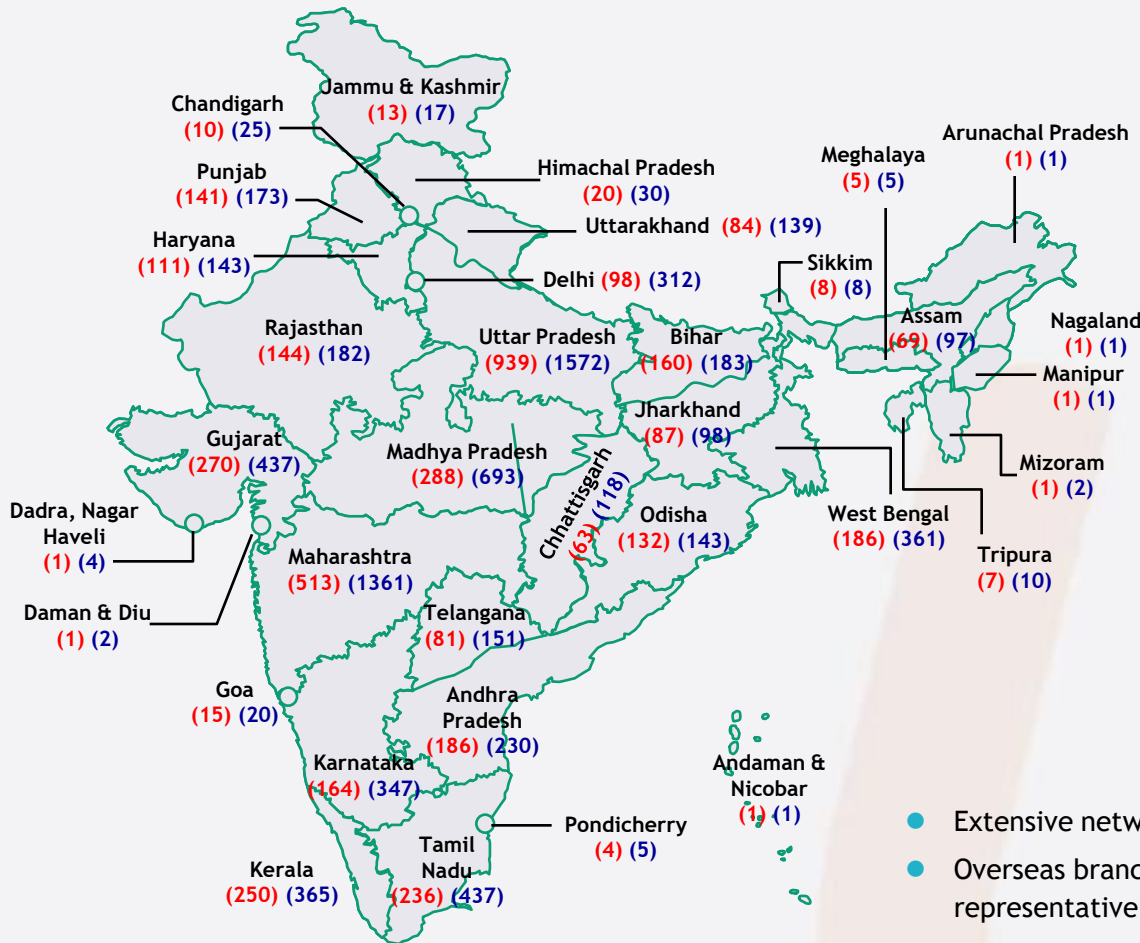 Jammu & Kashmir
(13) (17)
Chandigarh
(10) (25)
Arunachal Pradesh
(1) (1)
Meghalaya
(5) (5)
Himachal Pradesh
(20) (30)
Punjab
(141) (173)
Uttarakhand (84) (139)
Haryana
(111) (143)
Sikkim
(8) (8)
Delhi (98) (312)
Assam
(69) (97)
Nagaland
(1) (1)
Rajasthan
(144) (182)
Uttar Pradesh
(939) (1572)
Bihar
(160) (183)
Manipur
(1) (1)
Jharkhand
(87) (98)
Gujarat
(270) (437)
Madhya Pradesh
(288) (693)
Mizoram
(1) (2)
Chhattisgarh
(63) (118)
Dadra, Nagar
Haveli
(1) (4)
Odisha
(132) (143)
West Bengal
(186) (361)
Maharashtra
(513) (1361)
Tripura
(7) (10)
Daman & Diu
(1) (2)
Telangana
(81) (151)
Goa
(15) (20)
Andhra
Pradesh
(186) (230)
Karnataka
(164) (347)
Andaman &
Nicobar
(1) (1)
Pondicherry
(4) (5)
Tamil
Nadu
(236) (437)
Kerala
(250) (365)
Extensive netw
Overseas branc
representative